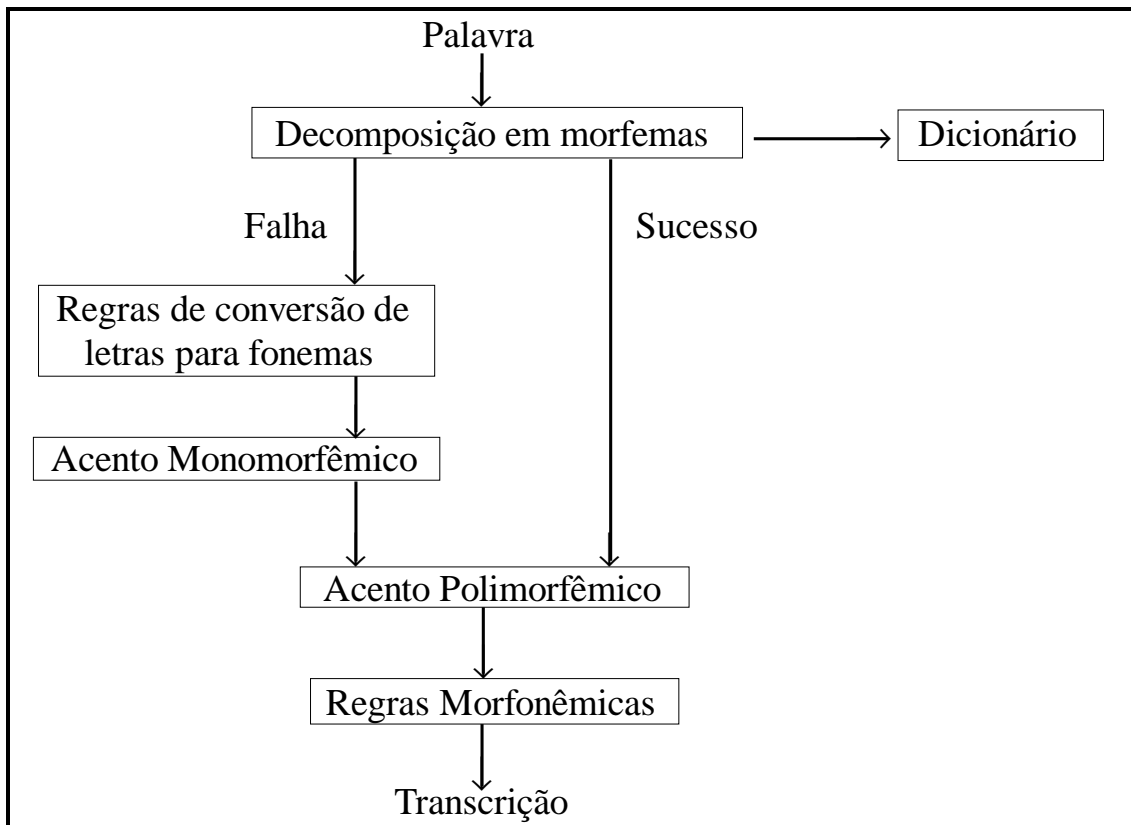 Palavra
Decomposição em morfemas
Dicionário
Falha
Sucesso
Regras de conversão de
letras para fonemas
Acento Monomorfêmico
Acento Polimorfêmico
Regras Morfonêmicas
Transcrição